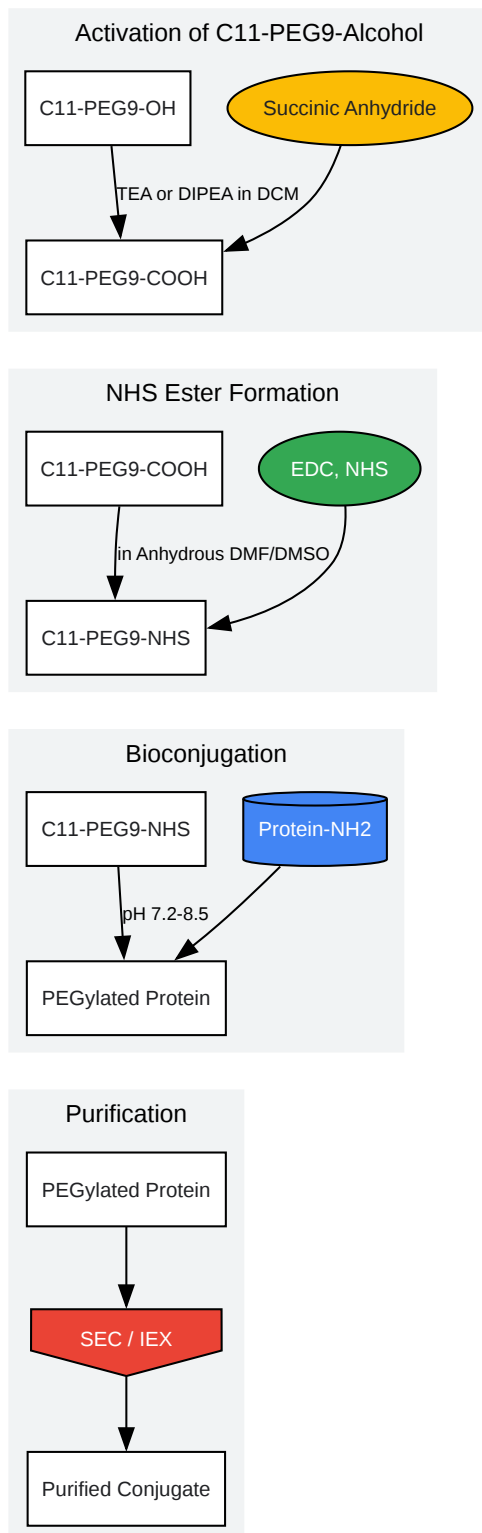 Activation of C11-PEG9-Alcohol
C11-PEG9-OH
Succinic Anhydride
TEA or DIPEA in DCM
C11-PEG9-COOH
NHS Ester Formation
C11-PEG9-COOH
EDC, NHS
in Anhydrous DMF/DMSO
C11-PEG9-NHS
Bioconjugation
C11-PEG9-NHS
Protein-NH2
pH 7.2-8.5
PEGylated Protein
Purification
PEGylated Protein
SEC / IEX
Purified Conjugate